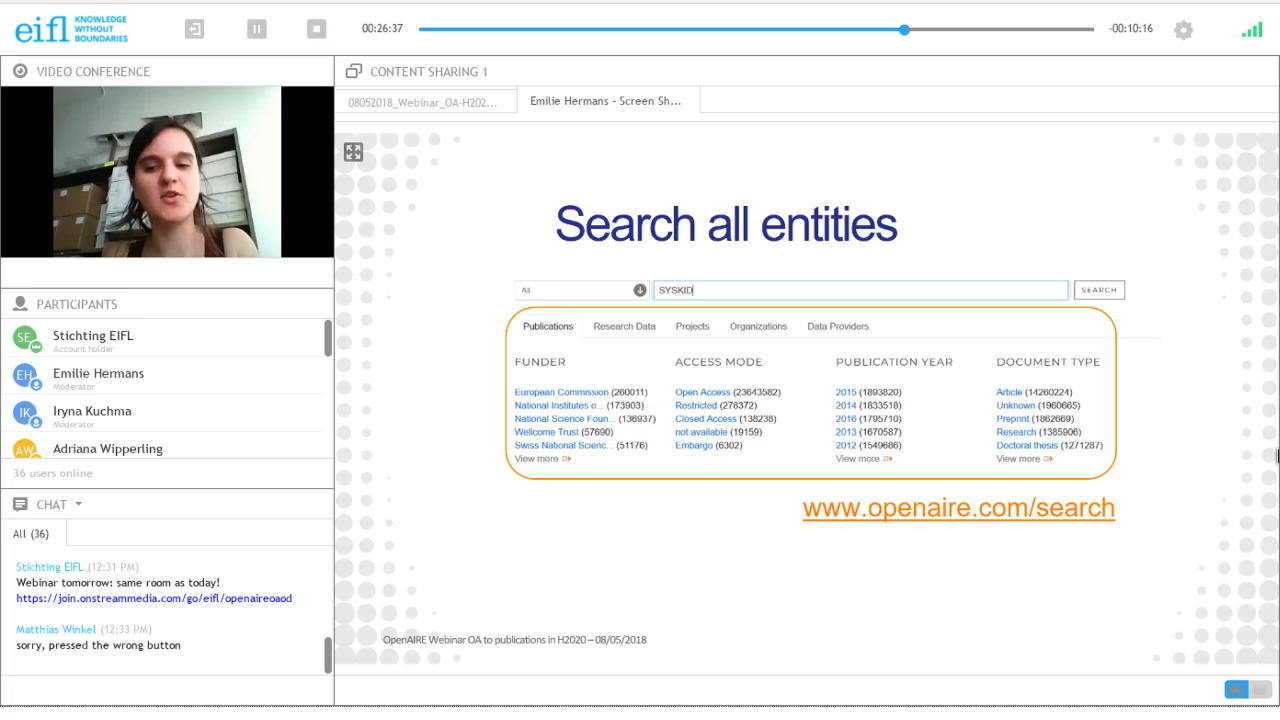 eifl KNOWLEDGE
WITHOUT
BOUNDARIES
00:26:37
-00:10:16
VIDEO CONFERENCE
CONTENT SHARING 1
08052018_Webinar_OA-H202...
Emilie Hermans - Screen Sh...
Search all entities
All
SYSKID
SEARCH
Publications Research Data Projects Organizations Data Providers
FUNDER ACCESS MODE PUBLICATION YEAR DOCUMENT TYPE
European Commission (260011) Open Access (23643582) 2015 (1893820) Article (14260224)
National Institutes o... (173903) Restricted (278372) 2014 (1833518) Unknown (1960665)
National Science Foun... (136937) Closed Access (138238) 2016 (1795710) Preprint (1862669)
Wellcome Trust (57690) not available (19159) 2013 (1670587) Research (1385906)
Swiss National Scienc... (51176) Embargo (6302) 2012 (1549686) Doctoral thesis (1271287)
View more View more View more
www.openaire.com/search
OpenAIRE Webinar OA to publications in H2020 – 08/05/2018
PARTICIPANTS
SE Stichting EIFL
Account holder
EH Emilie Hermans
Moderator
IK Iryna Kuchma
Moderator
AW Adriana Wipperling
36 users online
CHAT
All (36)
Stichting EIFL (12:31 PM)
Webinar tomorrow: same room as today!
https://join.onstreammedia.com/go/eifl/openaireoaod
Matthias Winkel (12:33 PM)
sorry, pressed the wrong button